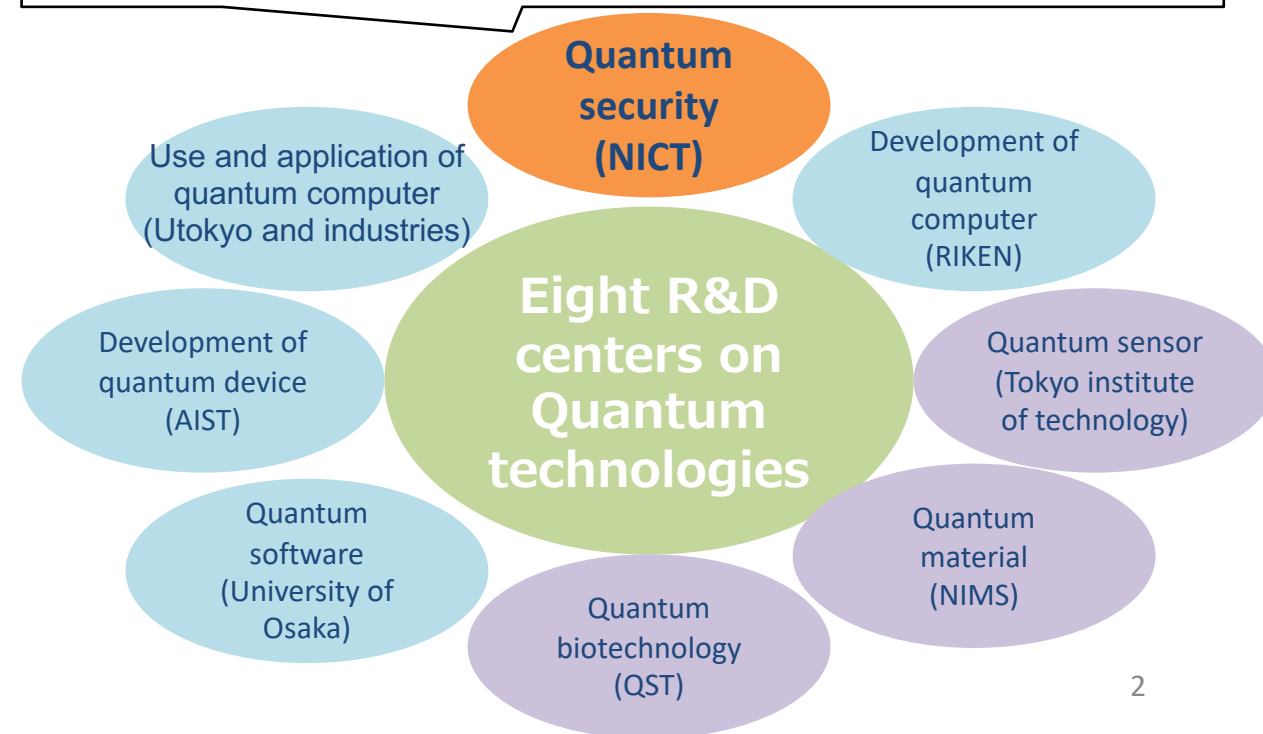 Quantum
security
(NICT)
Use and application of
quantum computer
(Utokyo and industries)
Development of
quantum
computer
(RIKEN)
Eight R&D
centers on
Quantum
technologies
Development of
quantum device
(AIST)
Quantum sensor
(Tokyo institute
of technology)
Quantum
software
(University of
Osaka)
Quantum
material
(NIMS)
Quantum
biotechnology
(QST)
2